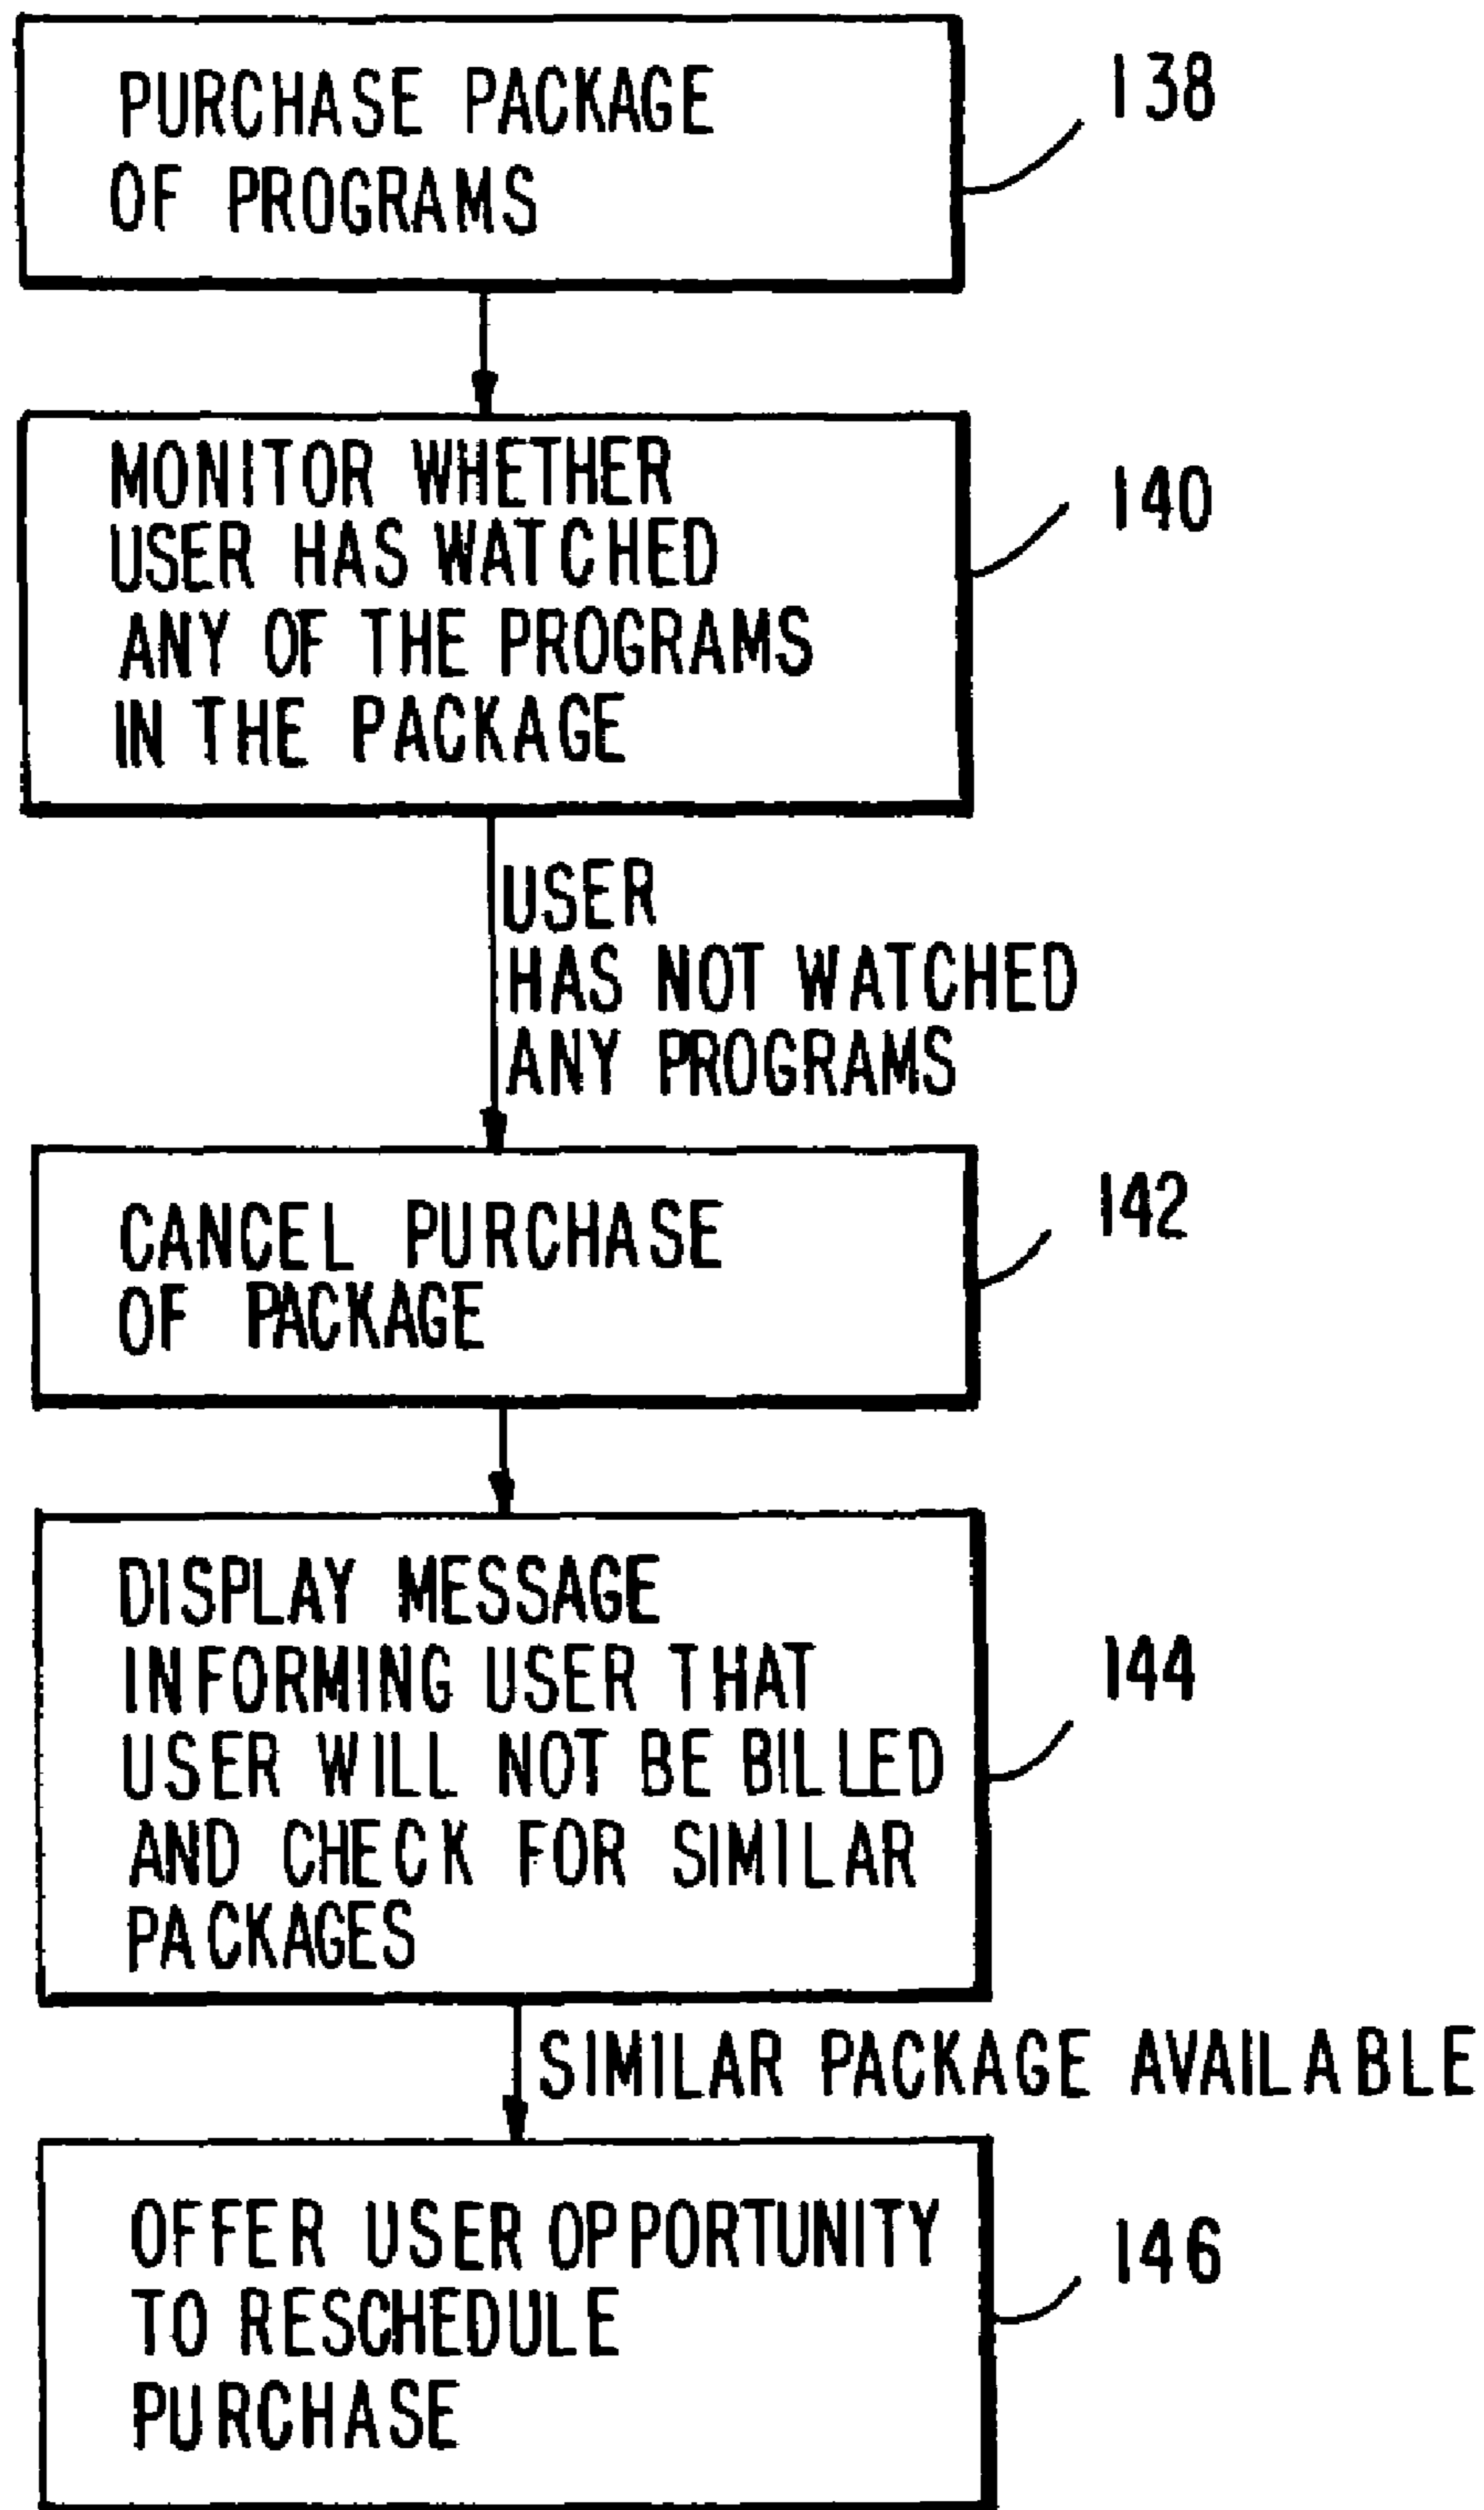 PURCHASE PACKAGE
OF PROGRAMS
138
MONITOR WHETHER
USER HAS WATCHED
ANY OF THE PROGRAMS
IN THE PACKAGE
140
USER
HAS NOT WATCHED
ANY PROGRAMS
CANCEL PURCHASE
OF PACKAGE
142
DISPLAY MESSAGE
INFORMING USER THAT
USER WILL NOT BE BILLED
AND CHECK FOR SIMILAR
PACKAGES
144
SIMILAR PACKAGE AVAILABLE
OFFER USER OPPORTUNITY
TO RESCHEDULE
PURCHASE
146